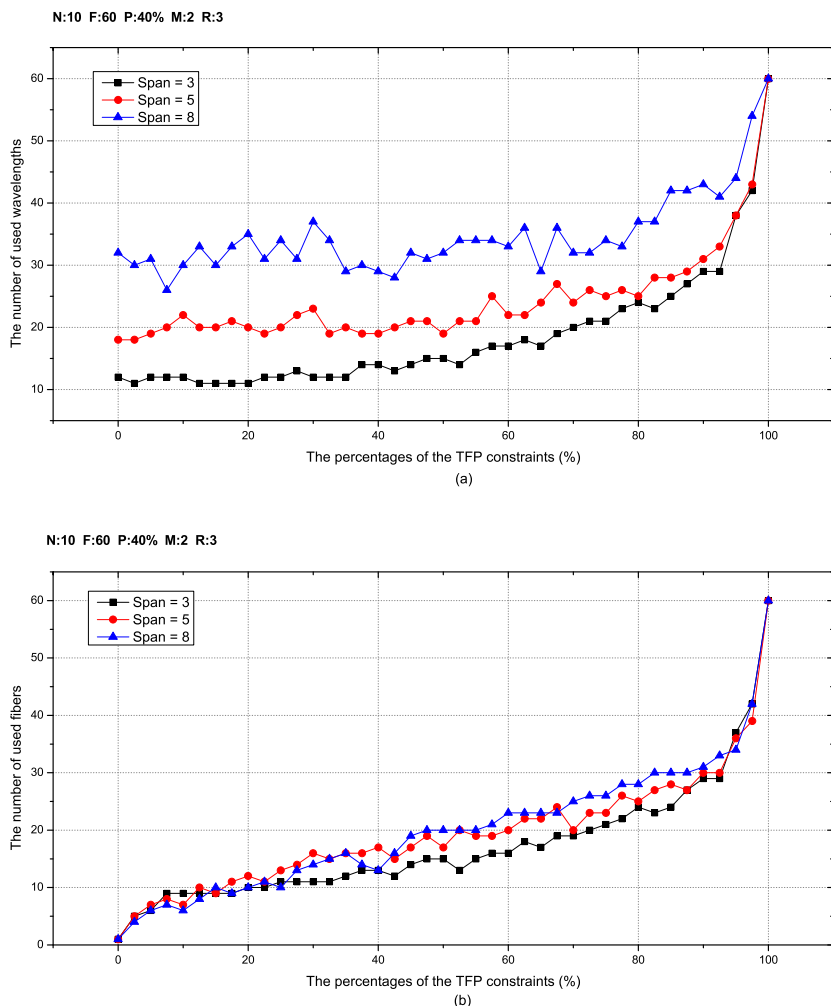 N:10 F:60 P:40% M:2 R:3
Span = 3
Span = 5
Span = 8
The number of used wavelengths
60
50
40
30
20
10
0 20 40 60 80 100
The percentages of the TFP constraints (%)
(a)
N:10 F:60 P:40% M:2 R:3
Span = 3
Span = 5
Span = 8
The number of used fibers
60
50
40
30
20
10
0
0 20 40 60 80 100
The percentages of the TFP constraints (%)
(b)